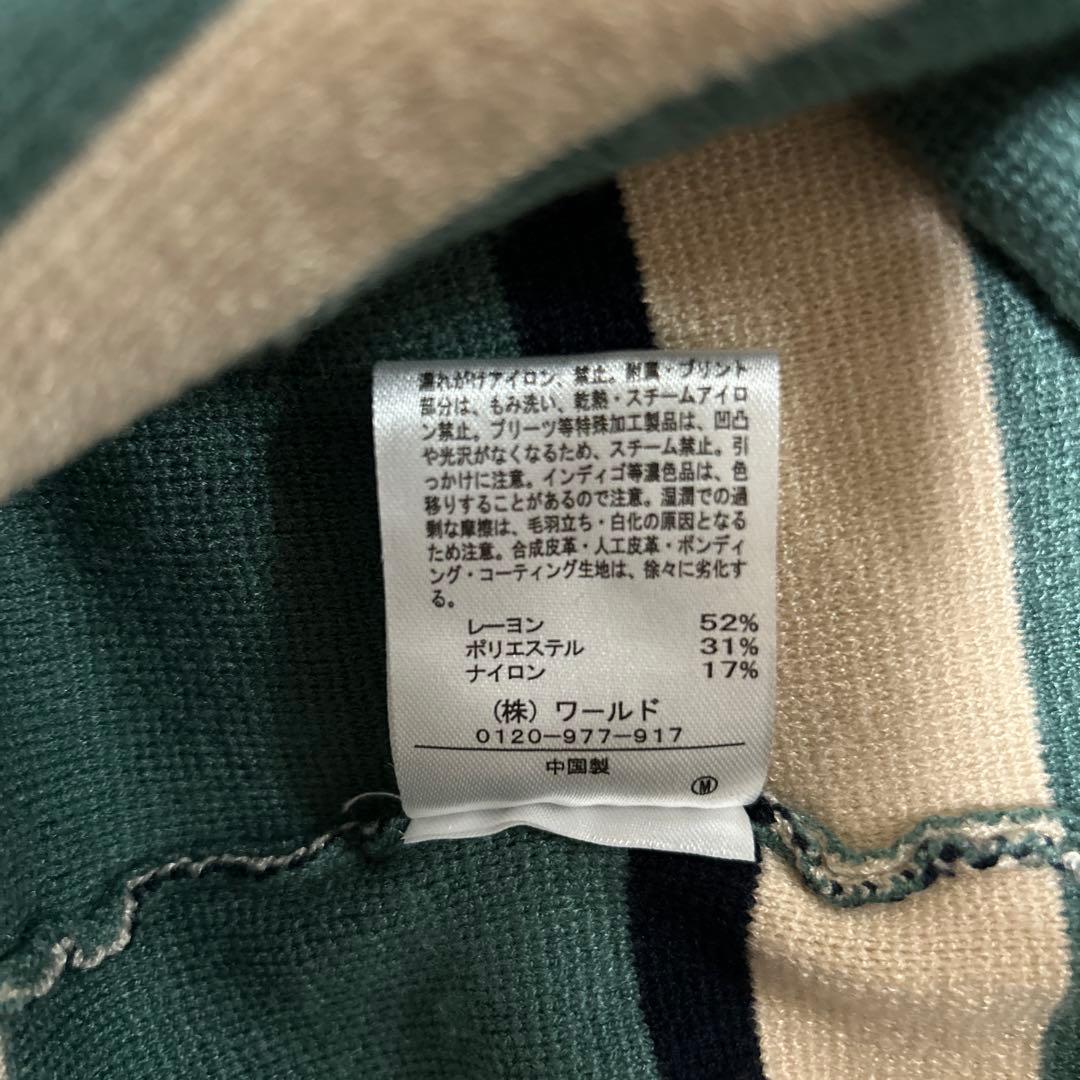 濡れがけアイロン、禁止。附属・プリント
部分は、もみ洗い、乾熱・スチームアイロ
ン禁止。プリーツ等特殊加工製品は、凹凸
や光沢がなくなるため、スチーム禁止。引
っかけに注意。インディゴ等濃色品は、色
移りすることがあるので注意。湿潤での過
剰な摩擦は、毛羽立ち・白化の原因となる
ため注意。合成皮革・人工皮革・ボンディ
ング・コーティング生地は、徐々に劣化す
る。
レーヨン 52%
ポリエステル 31%
ナイロン 17%
(株)ワールド
0120-977-917
中国製
M